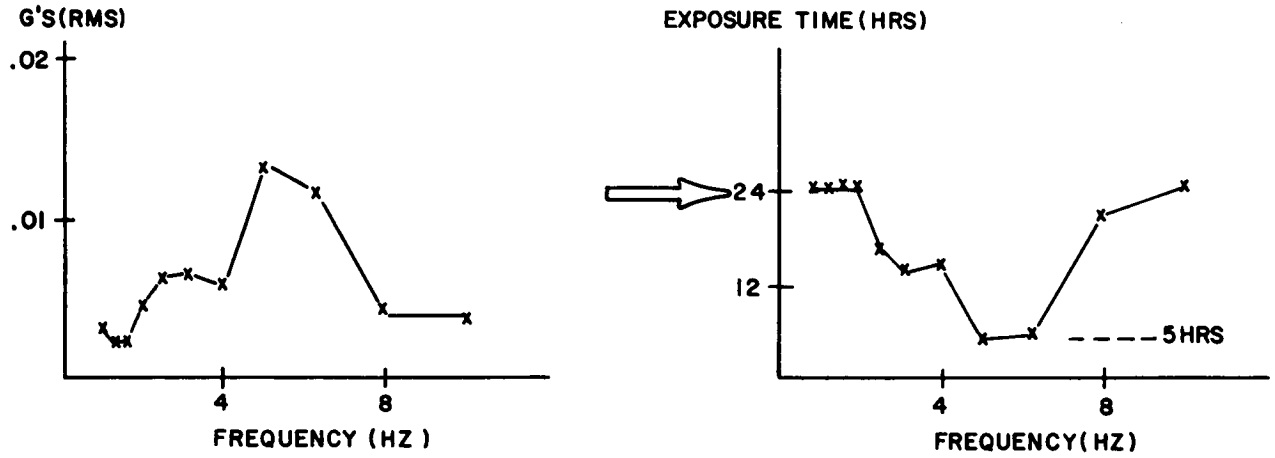 G'S(RMS)
.02
.01
4
8
FREQUENCY (HZ)
EXPOSURE TIME(HRS)
24
12
5HRS
4
8
FREQUENCY(HZ)